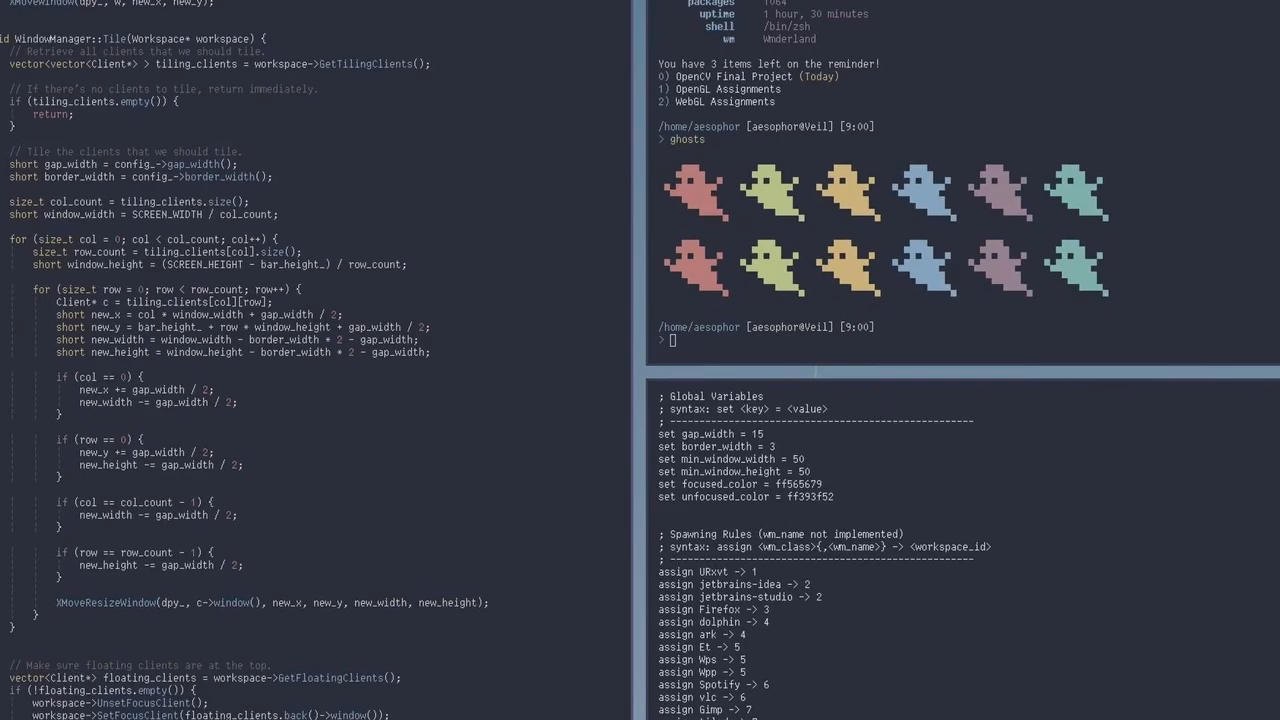 XMoveWindow(dpy_, w, new_x, new_y);
id WindowManager::Tile(Workspace* workspace) {
// Retrieve all clients that we should tile.
vector<vector<Client*> > tiling_clients = workspace->GetTilingClients();
// If there's no clients to tile, return immediately.
if (tiling_clients.empty()) {
return;
}
// Tile the clients that we should tile.
short gap_width = config_->gap_width();
short border_width = config_->border_width();
size_t col_count = tiling_clients.size();
short window_width = SCREEN_WIDTH / col_count;
for (size_t col = 0; col < col_count; col++) {
size_t row_count = tiling_clients[col].size();
short window_height = (SCREEN_HEIGHT - bar_height_) / row_count;
for (size_t row = 0; row < row_count; row++) {
Client* c = tiling_clients[col][row];
short new_x = col * window_width + gap_width / 2;
short new_y = bar_height_ + row * window_height + gap_width / 2;
short new_width = window_width - border_width * 2 - gap_width;
short new_height = window_height - border_width * 2 - gap_width;
if (col == 0) {
new_x += gap_width / 2;
new_width -= gap_width / 2;
}
if (row == 0) {
new_y += gap_width / 2;
new_height -= gap_width / 2;
}
if (col == col_count - 1) {
new_width -= gap_width / 2;
}
if (row == row_count - 1) {
new_height -= gap_width / 2;
}
XMoveResizeWindow(dpy_, c->window(), new_x, new_y, new_width, new_height);
}
}
// Make sure floating clients are at the top.
vector<Client*> floating_clients = workspace->GetFloatingClients();
if (!floating_clients.empty()) {
workspace->UnsetFocusClient();
workspace->SetFocusClient(floating_clients.back()->window());
packages 1064
uptime 1 hour, 30 minutes
shell /bin/zsh
wm Wmderland
You have 3 items left on the reminder!
0) OpenCV Final Project (Today)
1) OpenGL Assignments
2) WebGL Assignments
/home/aesophor [aesophor@Veil] [9:00]
> ghosts
/home/aesophor [aesophor@Veil] [9:00]
>
; Global Variables
; syntax: set <key> = <value>
; ----------------------------------------------------
set gap_width = 15
set border_width = 3
set min_window_width = 50
set min_window_height = 50
set focused_color = ff565679
set unfocused_color = ff393f52
; Spawning Rules (wm_name not implemented)
; syntax: assign <wm_class>{,<wm_name>} -> <workspace_id>
; ----------------------------------------------------
assign URxvt -> 1
assign jetbrains-idea -> 2
assign jetbrains-studio -> 2
assign Firefox -> 3
assign dolphin -> 4
assign ark -> 4
assign Et -> 5
assign Wps -> 5
assign Wpp -> 5
assign Spotify -> 6
assign vlc -> 6
assign Gimp -> 7